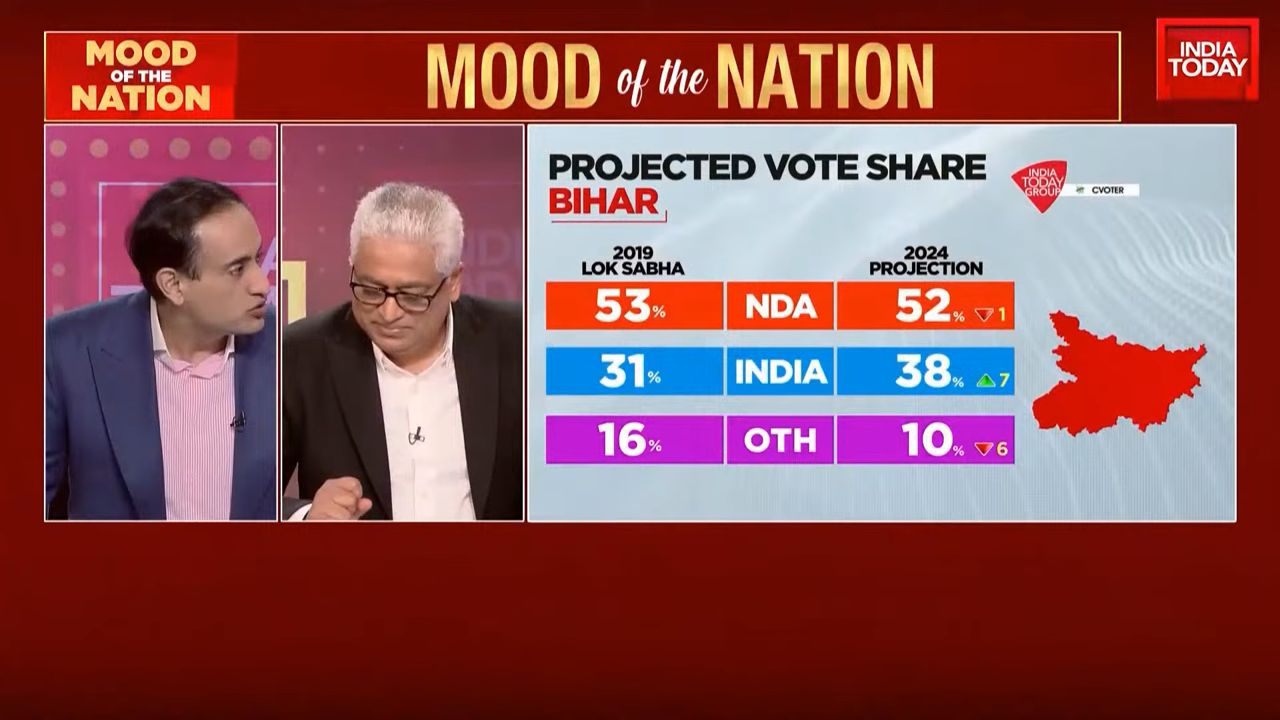 MOOD
OF THE
NATION
MOOD of the NATION
INDIA
TODAY
PROJECTED VOTE SHARE
BIHAR
INDIA
TODAY
GROUP
CVOTER
2019
LOK SABHA
2024
PROJECTION
53% NDA 52% 1
31% INDIA 38% 7
16% OTH 10% 6